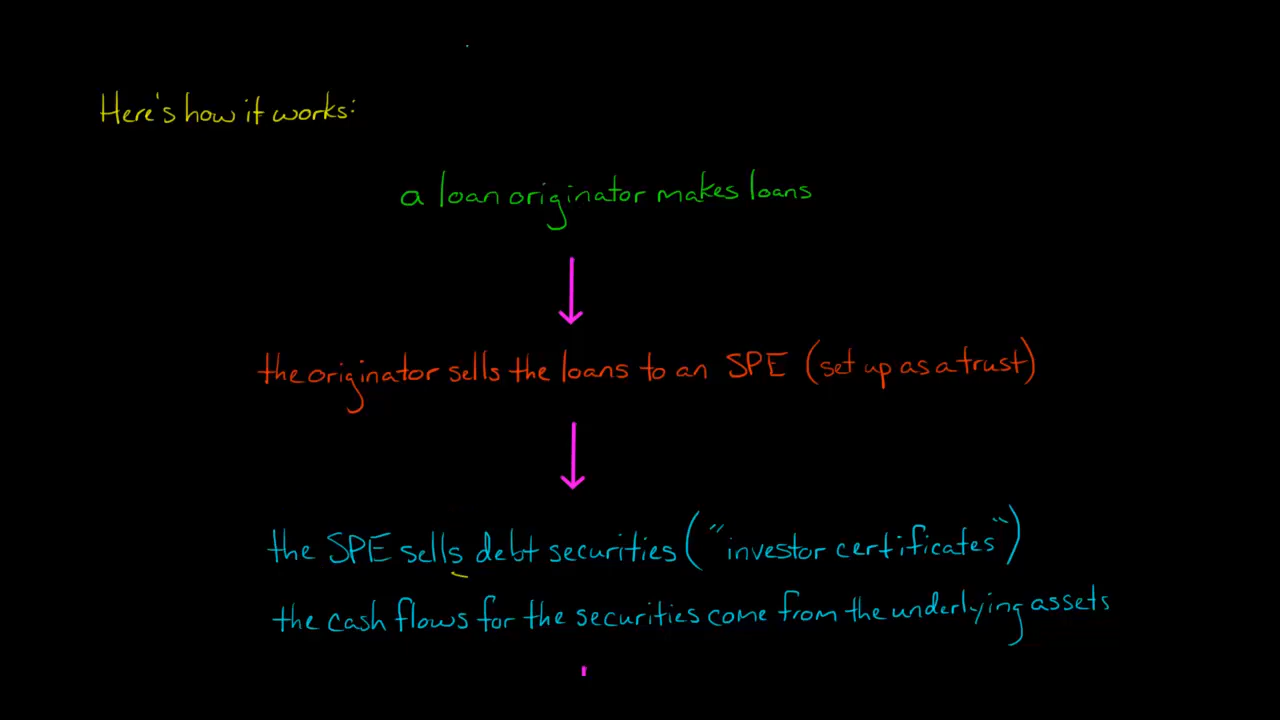 Here's how it works:
a loan originator makes loans
the originator sells the loans to an SPE (set up as a trust)
the SPE sells debt securities ("investor certificates")
the cash flows for the securities come from the underlying assets